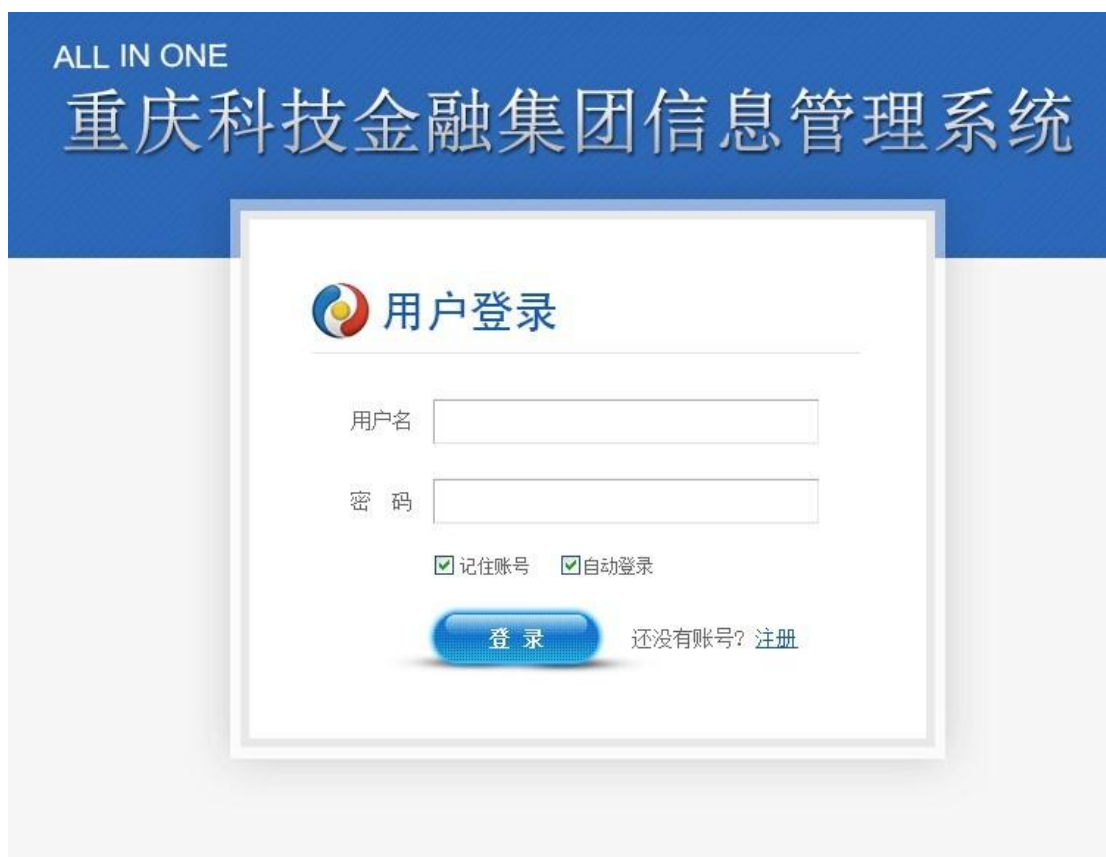 ALL IN ONE
重庆科技金融集团信息管理系统
用户登录
用户名
密 码
记住账号 自动登录
登 录 还没有账号? 注册